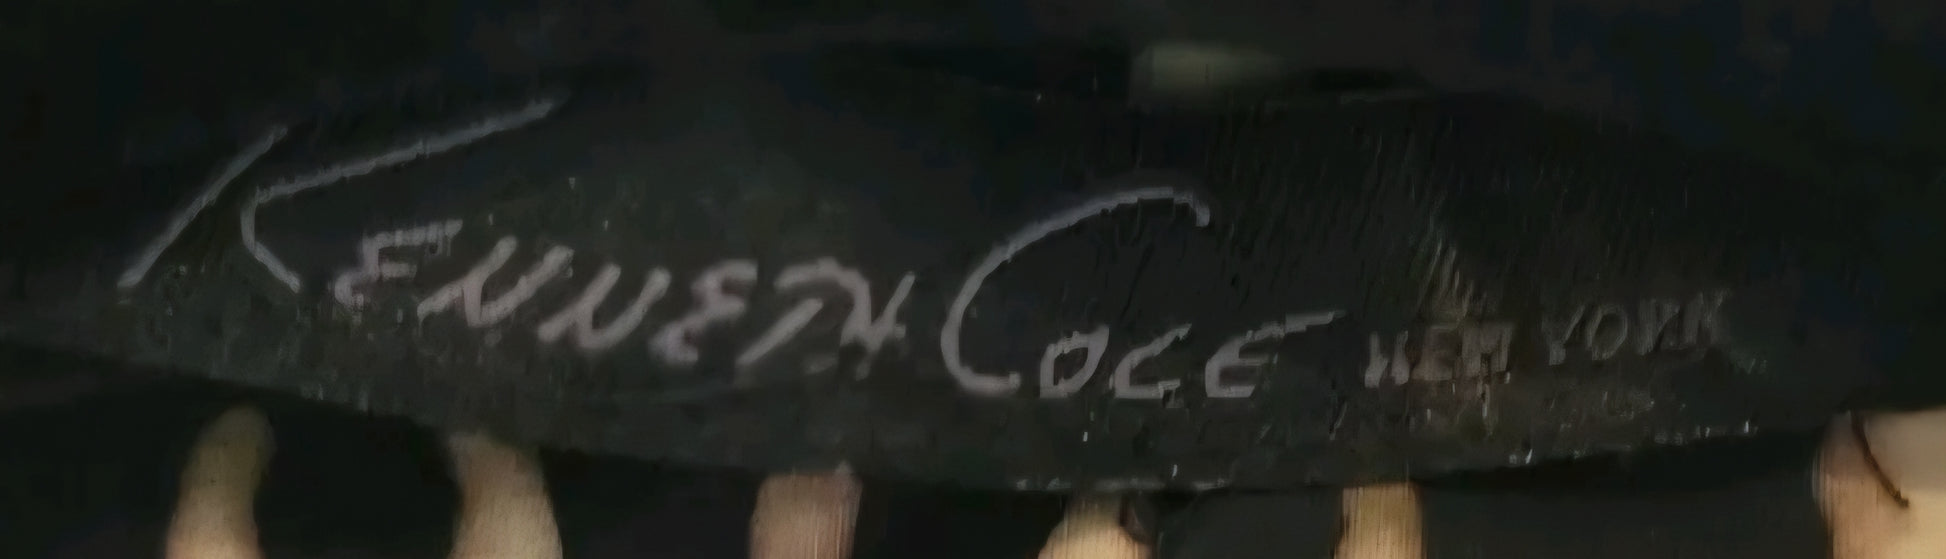 KENNETH COLE NEW YORK